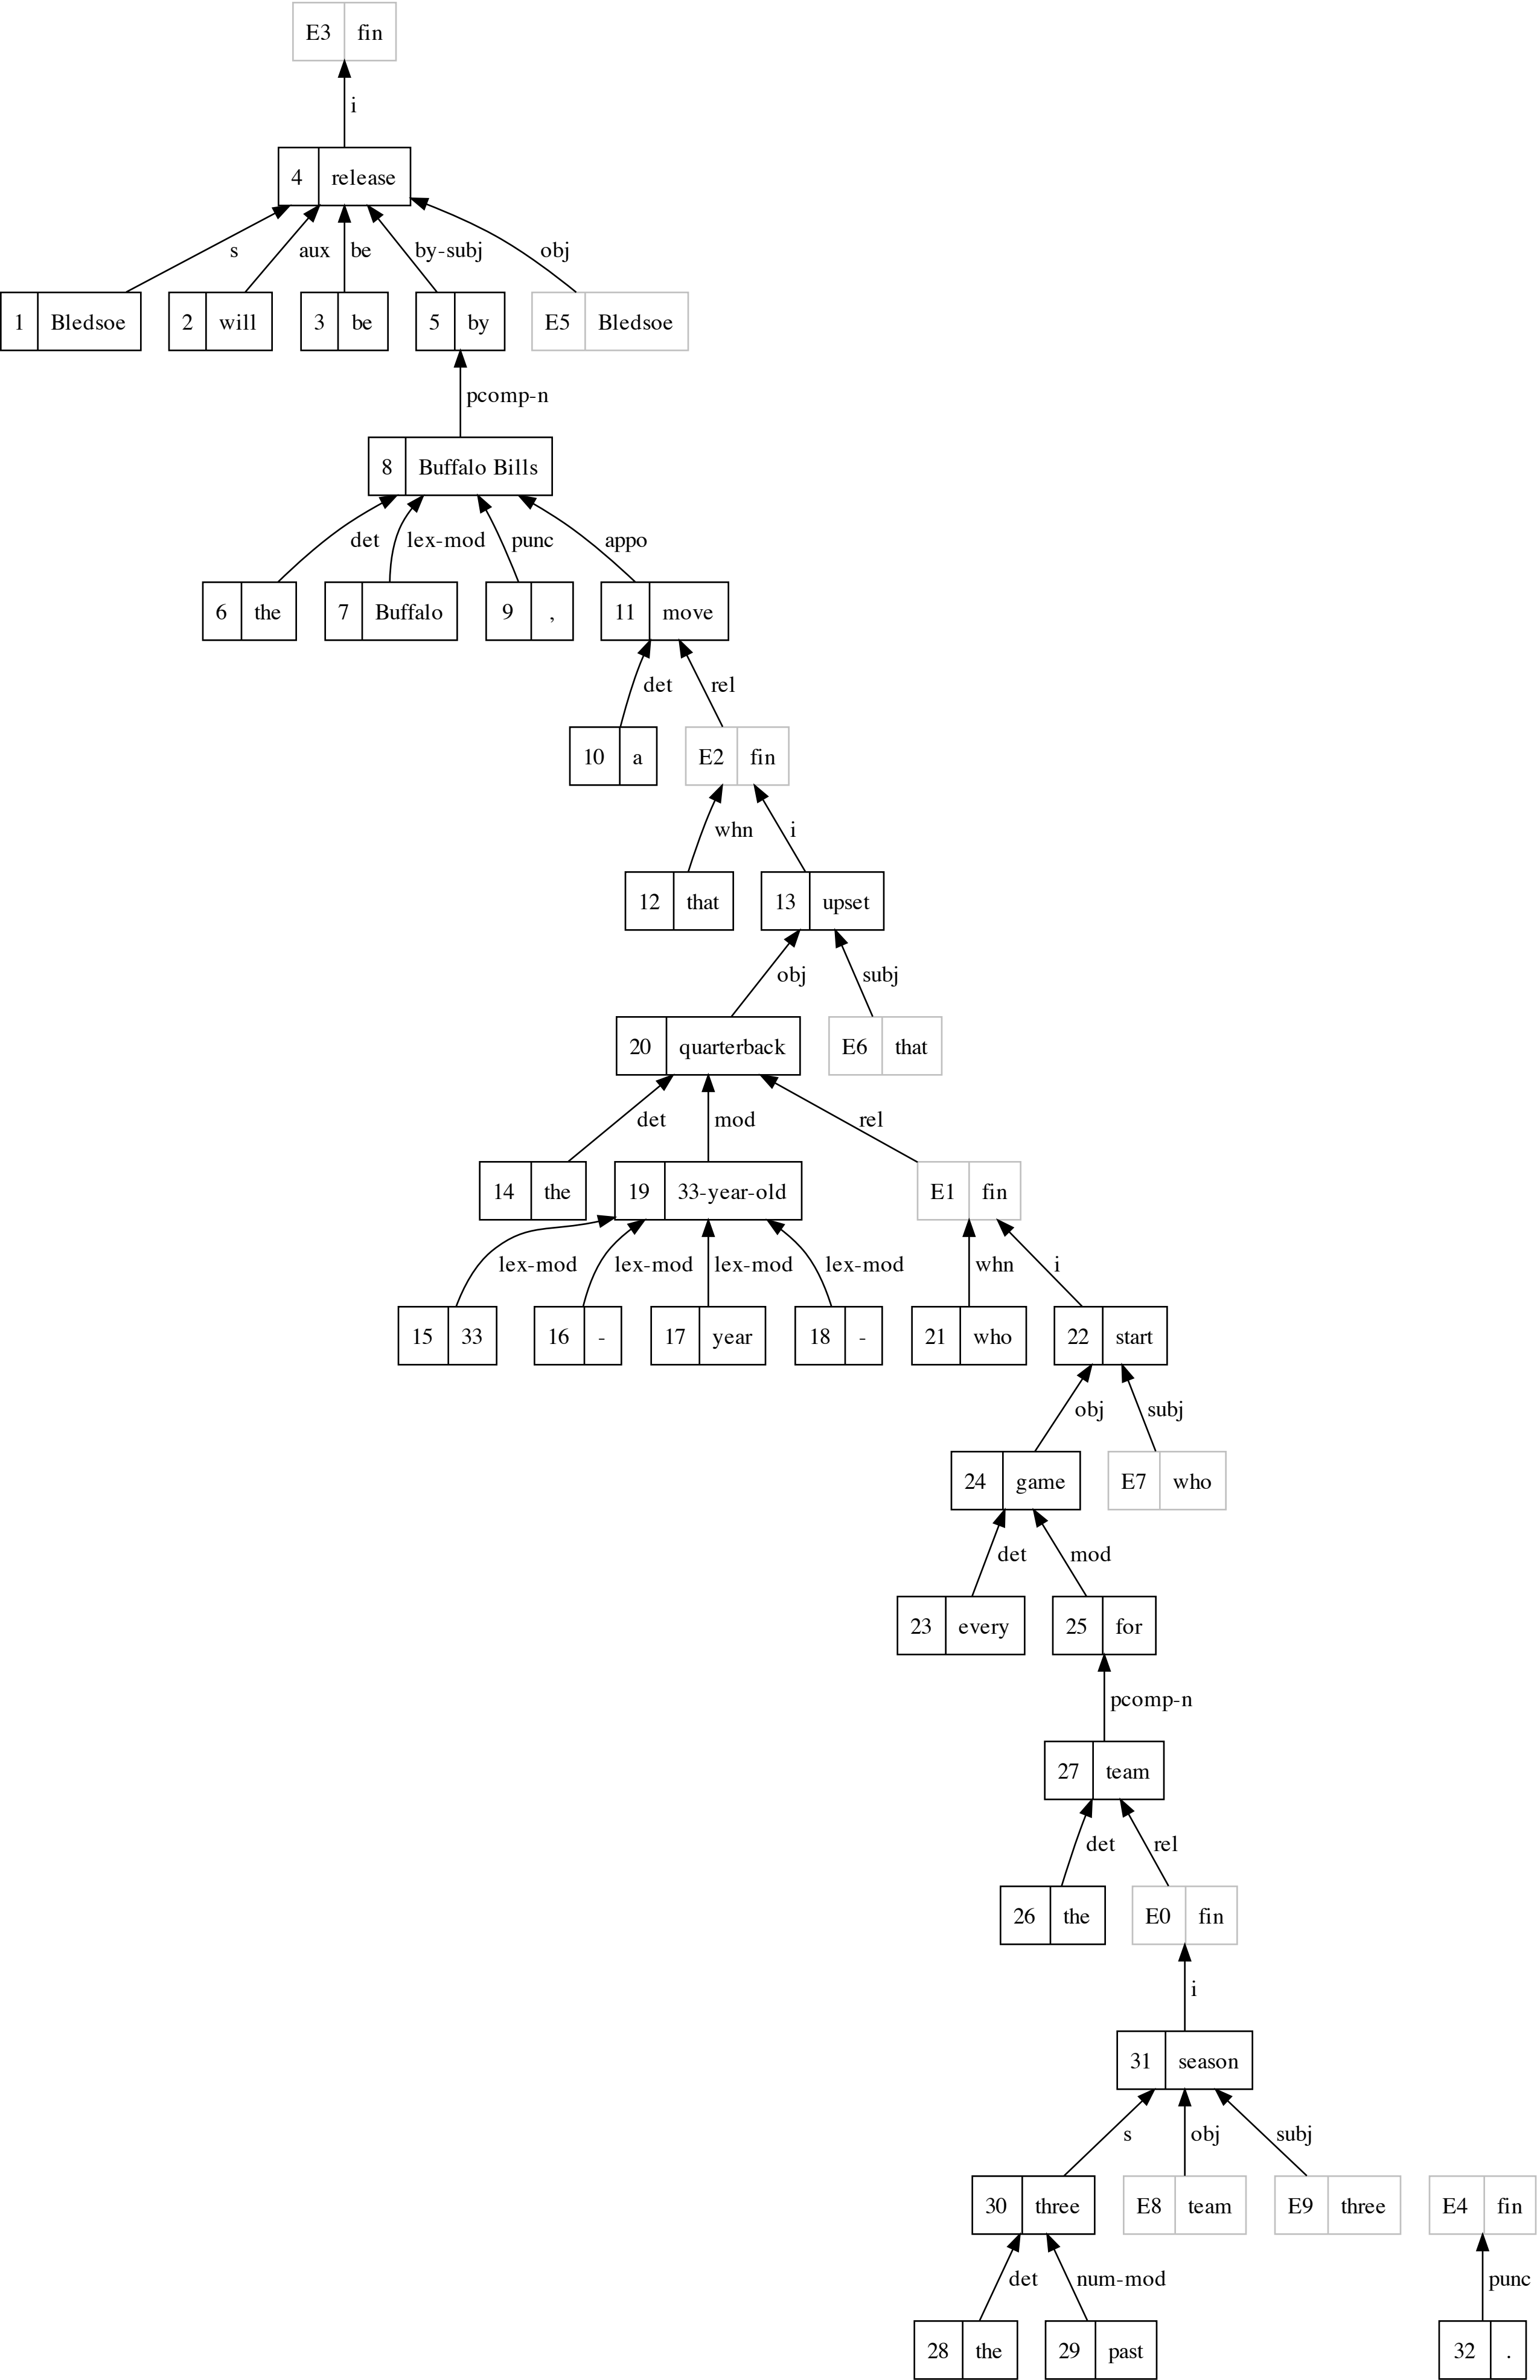 E3 fin
i
4 release
s aux be by-subj obj
1 Bledsoe 2 will 3 be 5 by E5 Bledsoe
pcomp-n
8 Buffalo Bills
det lex-mod punc appo
6 the 7 Buffalo 9 , 11 move
det rel
10 a E2 fin
whn i
12 that 13 upset
obj subj
20 quarterback E6 that
det mod rel
14 the 19 33-year-old E1 fin
lex-mod lex-mod lex-mod lex-mod whn i
15 33 16 - 17 year 18 - 21 who 22 start
obj subj
24 game E7 who
det mod
23 every 25 for
pcomp-n
27 team
det rel
26 the E0 fin
i
31 season
s obj subj
30 three E8 team E9 three E4 fin
det num-mod punc
28 the 29 past 32 .